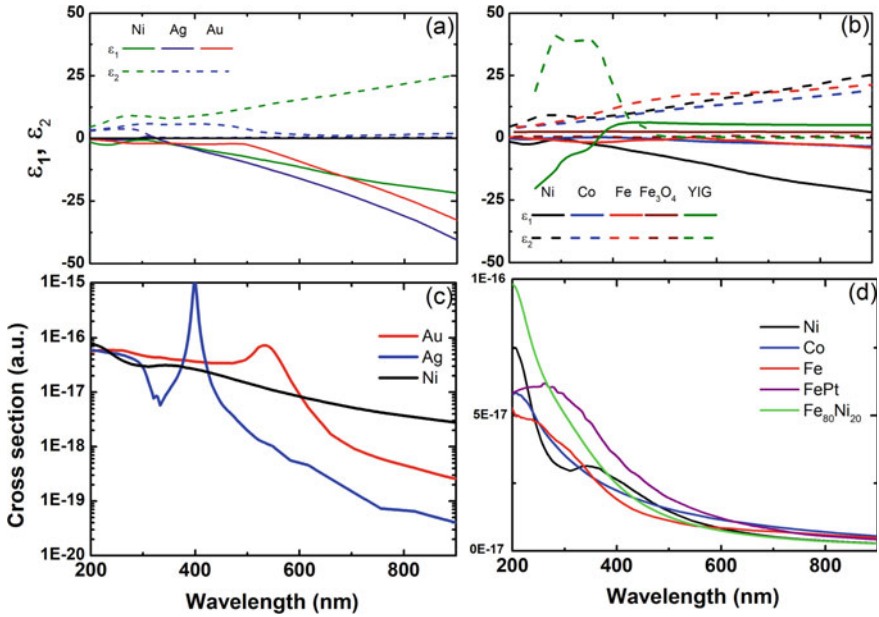 (a)
Ni Ag Au
ε1
ε2
50
25
0
-25
-50
ε1, ε2
(b)
50
25
0
-25
-50
Ni Co Fe Fe3O4 YIG
ε1
ε2
(c)
1E-15
1E-16
1E-17
1E-18
1E-19
1E-20
Cross section (a.u.)
Au
Ag
Ni
200 400 600 800
Wavelength (nm)
(d)
1E-16
5E-17
0E-17
Ni
Co
Fe
FePt
Fe80Ni20
200 400 600 800
Wavelength (nm)